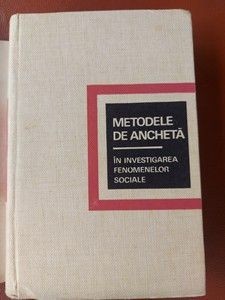 METODELE
DE ANCHETĂ
ÎN INVESTIGAREA
FENOMENELOR
SOCIALE